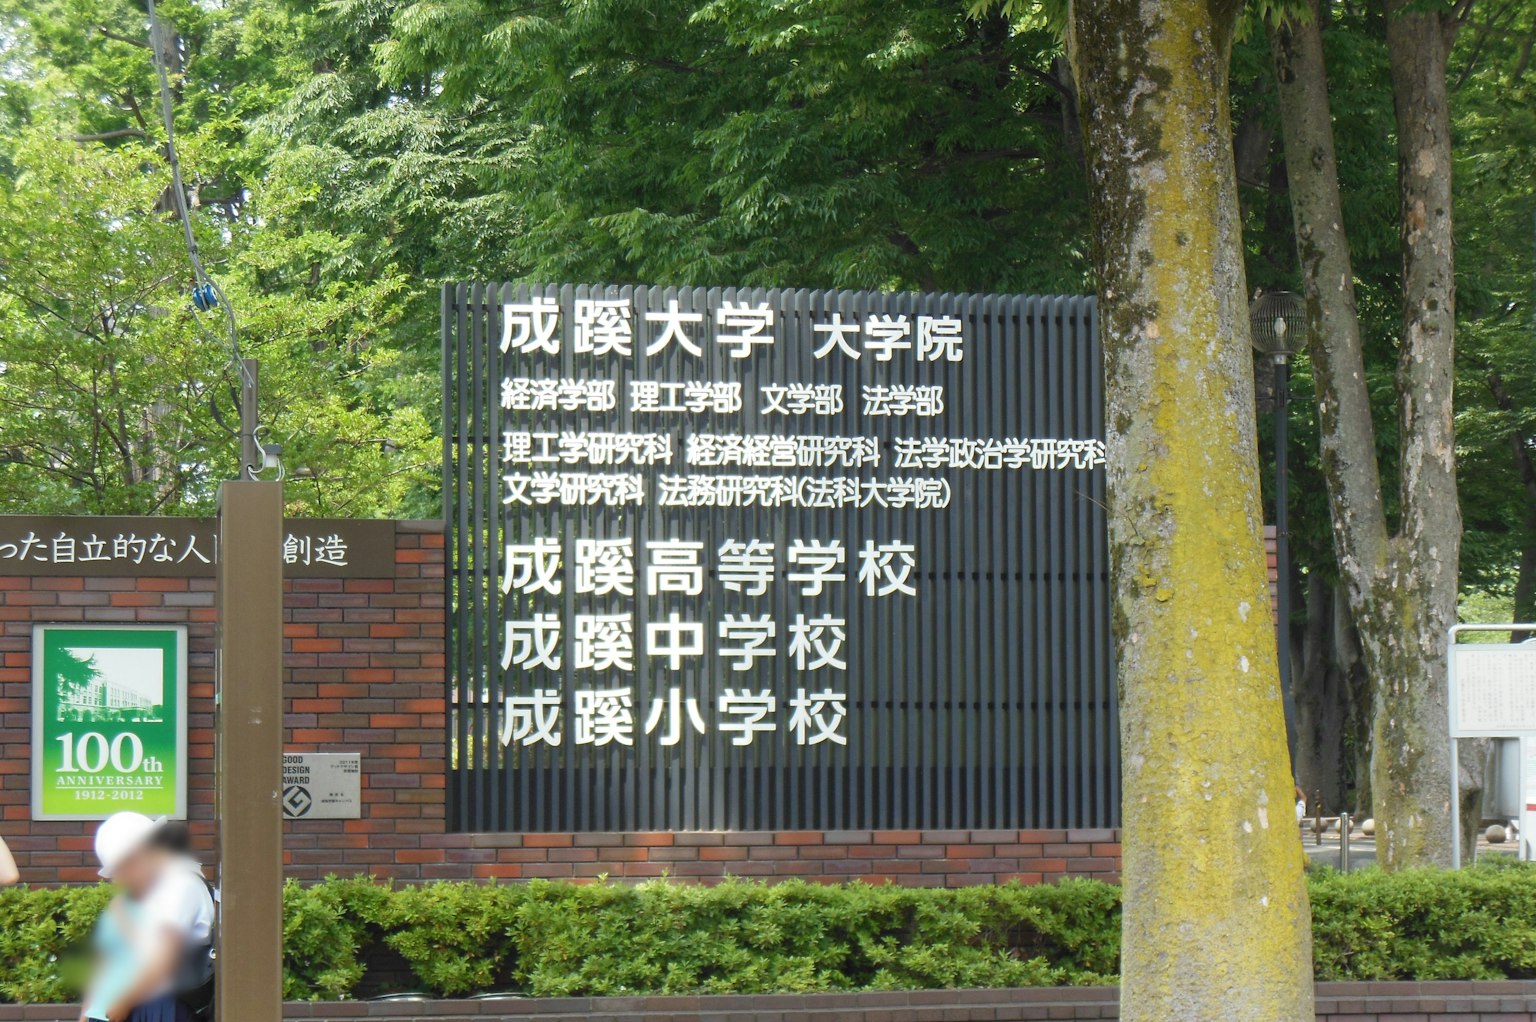 成蹊大学 大学院
経済学部 理工学部 文学部 法学部
理工学研究科 経済経営研究科 法学政治学研究科
文学研究科 法務研究科(法科大学院)
成蹊高等学校
成蹊中学校
成蹊小学校
った自立的な人
創造
100th
ANNIVERSARY
1912-2012
GOOD
DESIGN
AWARD